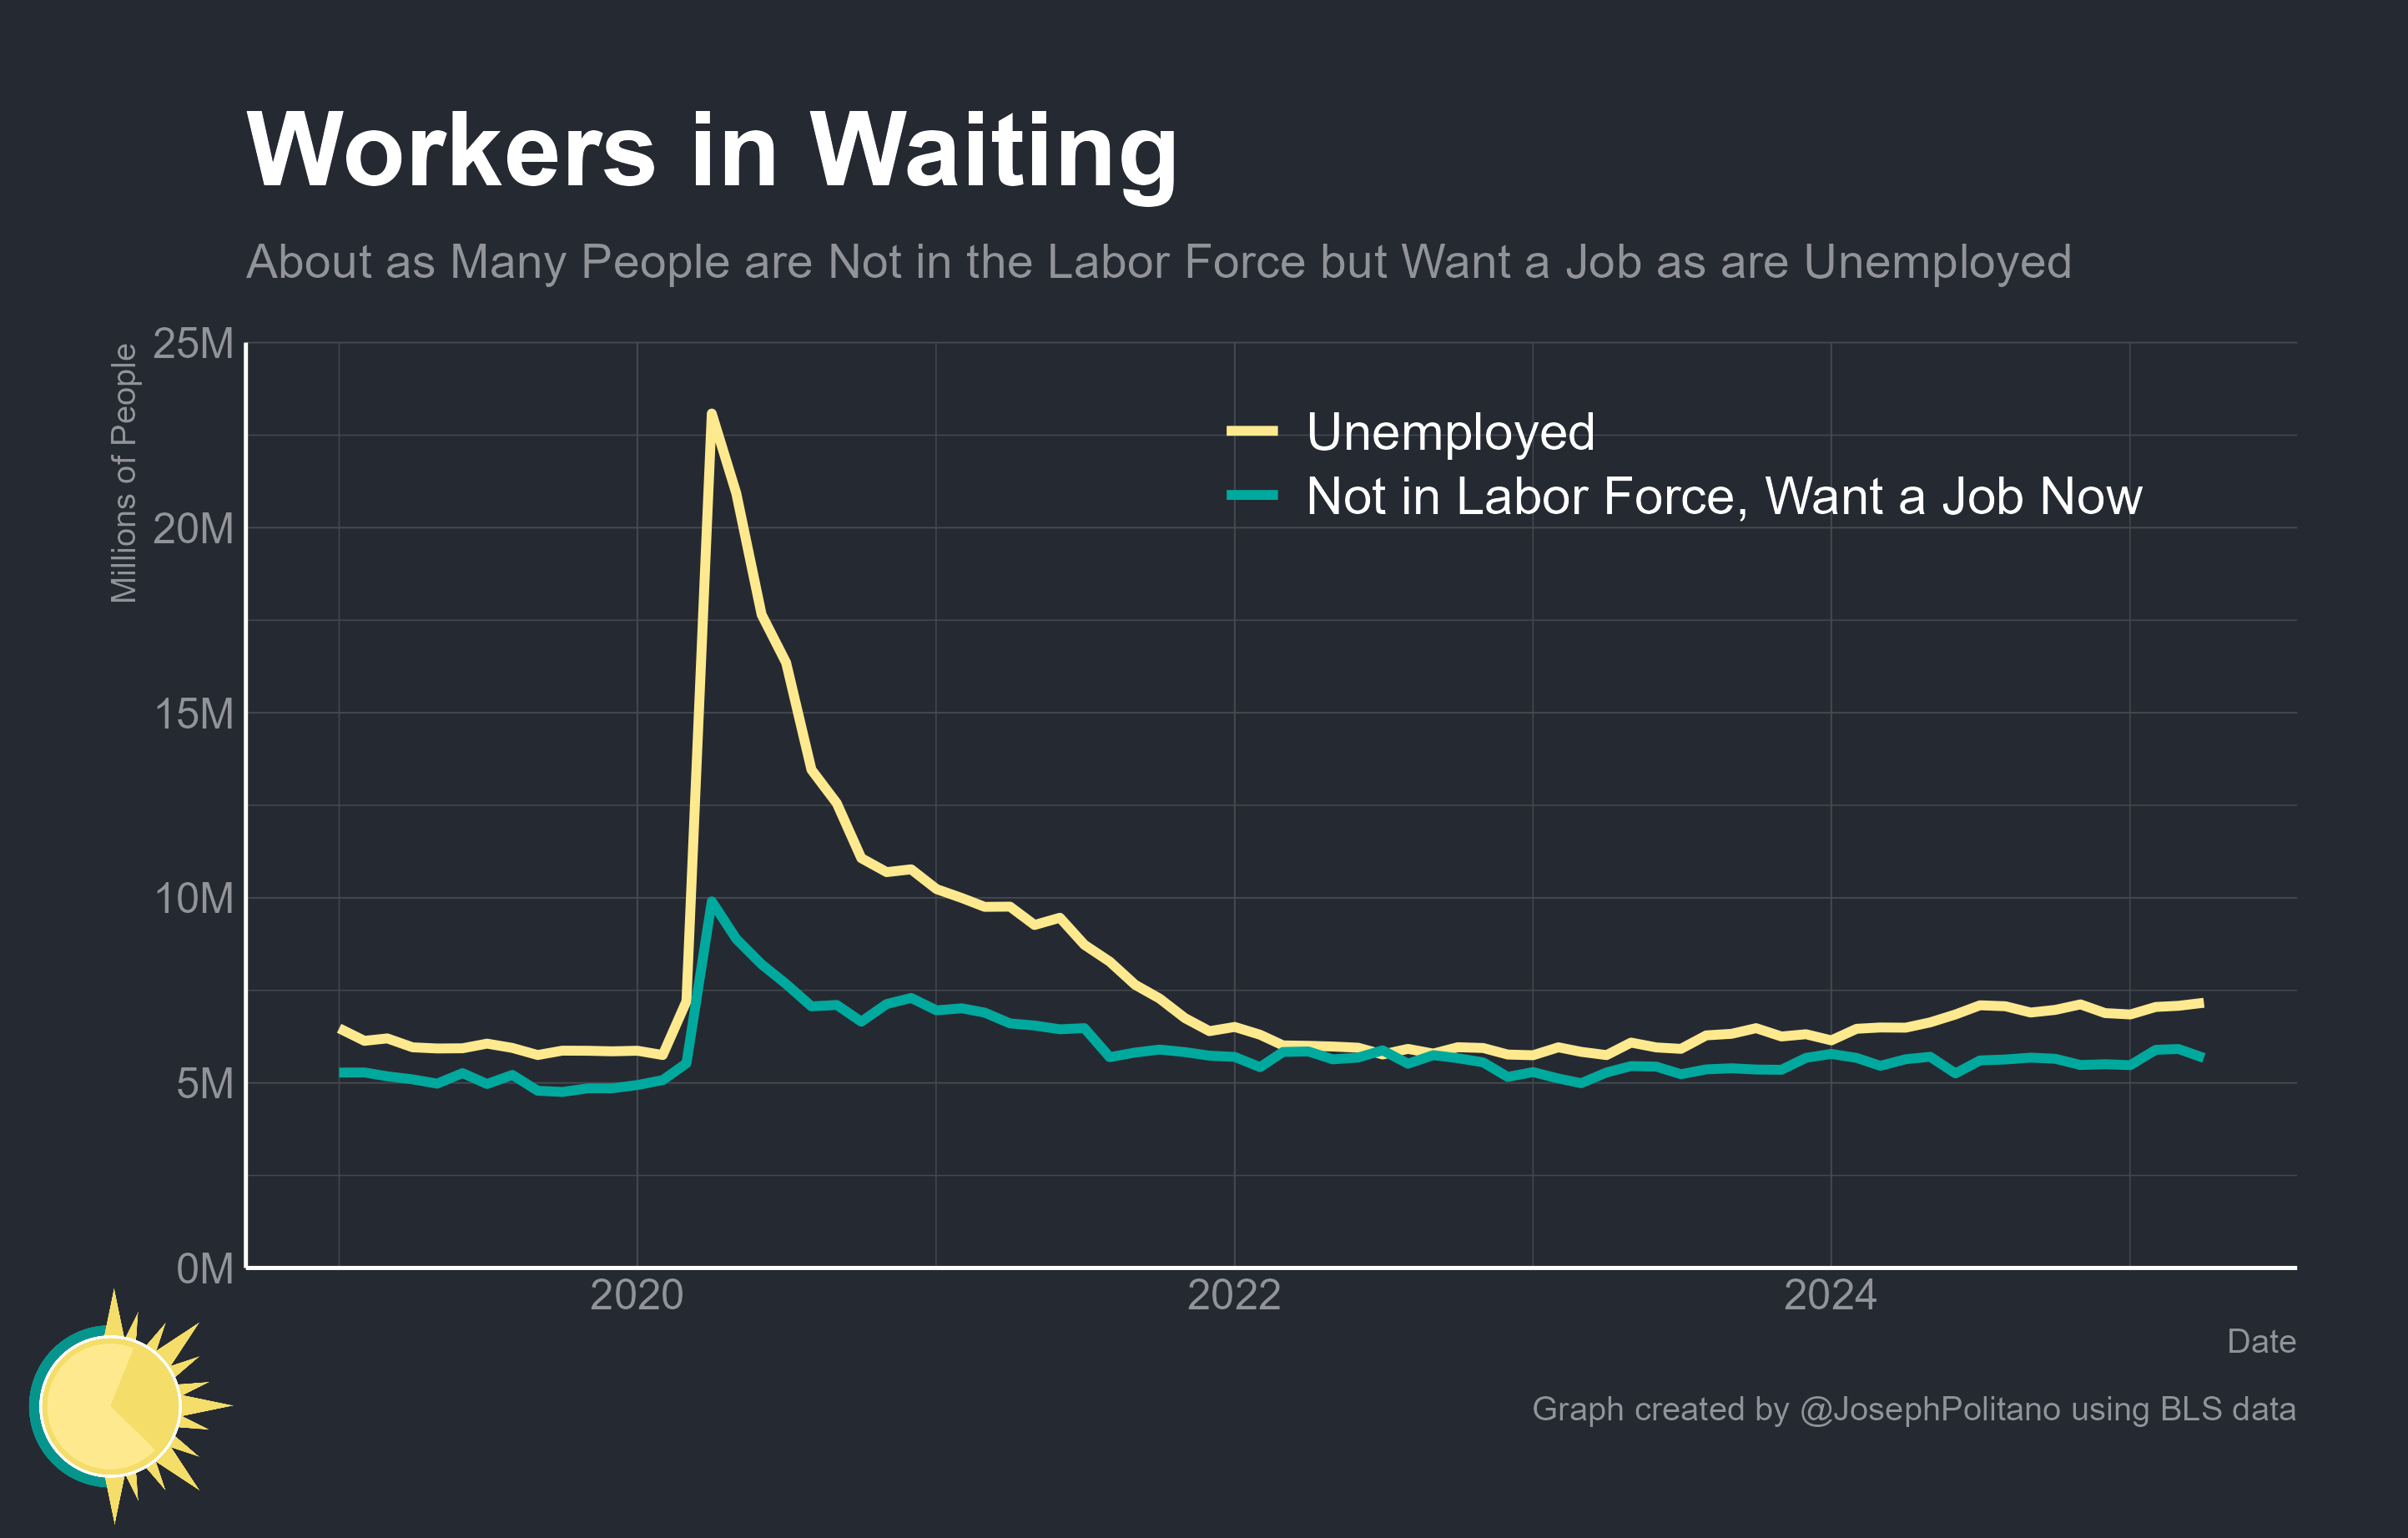 Workers in Waiting
About as Many People are Not in the Labor Force but Want a Job as are Unemployed
Millions of People
25M
20M
15M
10M
5M
0M
Unemployed
Not in Labor Force, Want a Job Now
2020
2022
2024
Date
Graph created by @JosephPolitano using BLS data